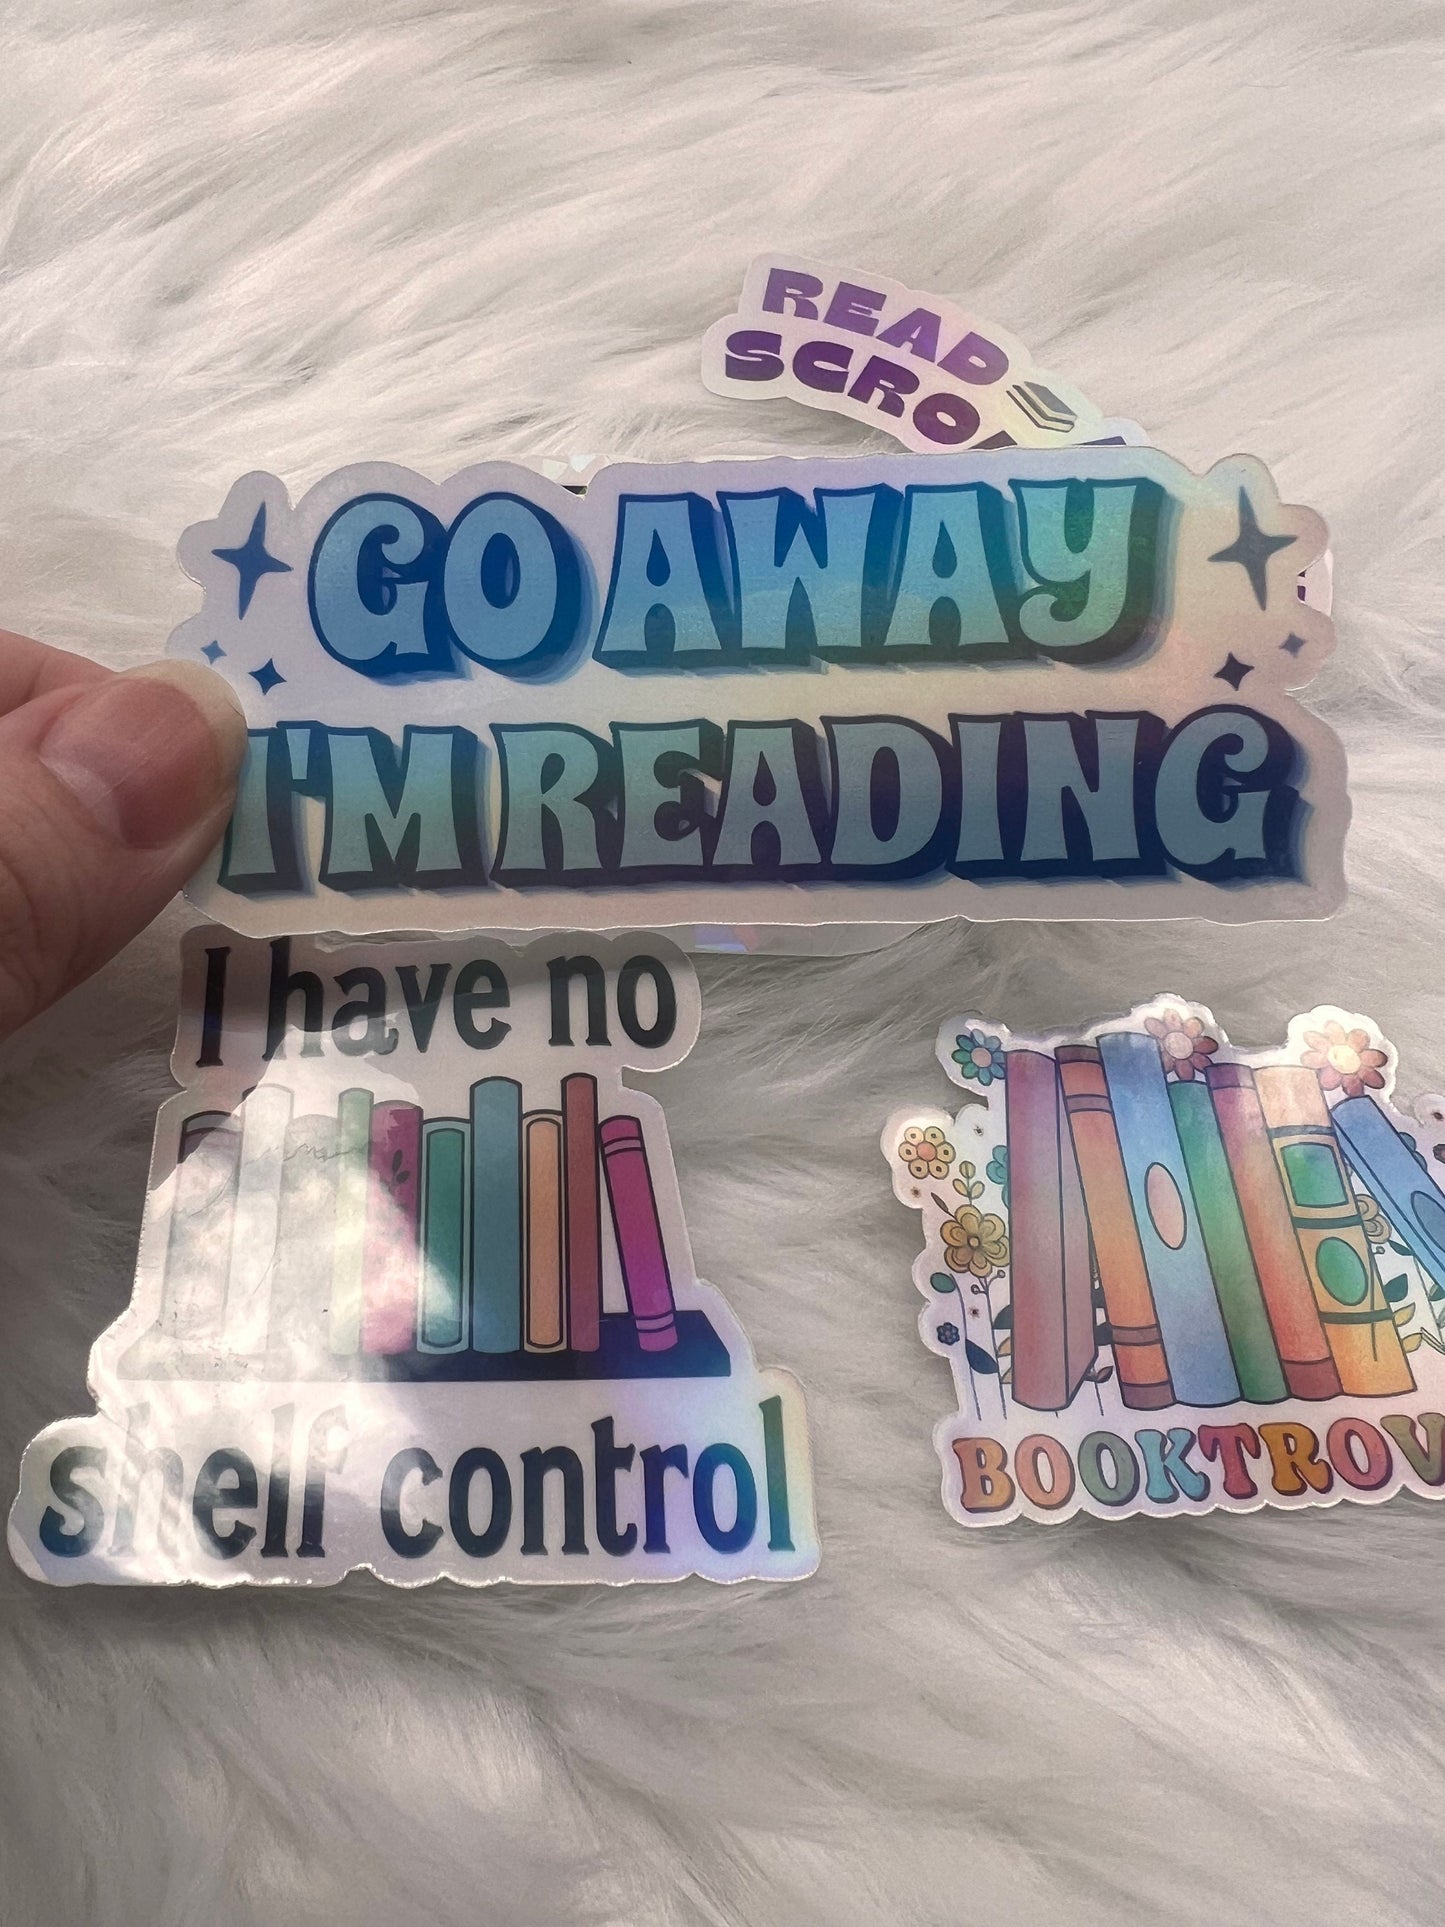 READ
SCRO
GO AWAY
I'M READING
I have no
shelf control
BOOKTROV